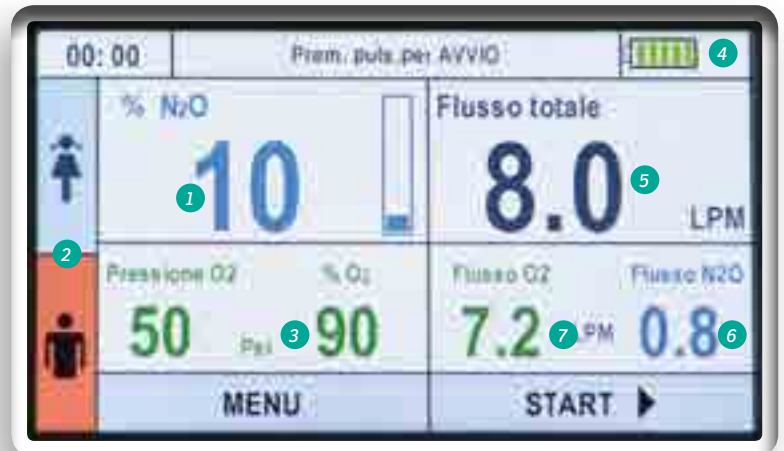 00:00 Prem. puls. per AVVIO 4
% N2O Flusso totale
1 10 8.0 5
LPM
2
Pressione O2 % O2 Flusso O2 Flusso N2O
50 Psi 3 90 7.2 7 LPM 0.8 6
MENU START